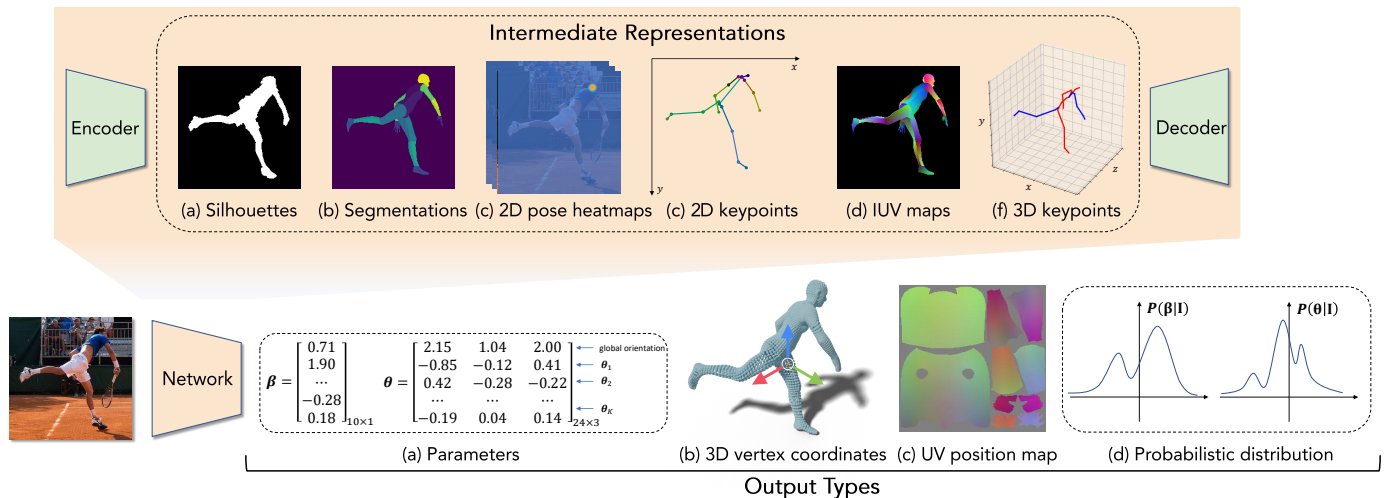 Intermediate Representations
Encoder
Decoder
x
y
y
x
z
(a) Silhouettes
(b) Segmentations
(c) 2D pose heatmaps
(c) 2D keypoints
(d) IUV maps
(f) 3D keypoints
Network
β = [0.71 1.90 ⋯ −0.28 0.18]10×1
θ = [2.15 1.04 2.00
−0.85 −0.12 0.41
0.42 −0.28 −0.22
⋯ ⋯ ⋯
−0.19 0.04 0.14]24×3
global orientation
θ1
θ2
θK
P(β|I)
P(θ|I)
(a) Parameters
(b) 3D vertex coordinates
(c) UV position map
(d) Probabilistic distribution
Output Types